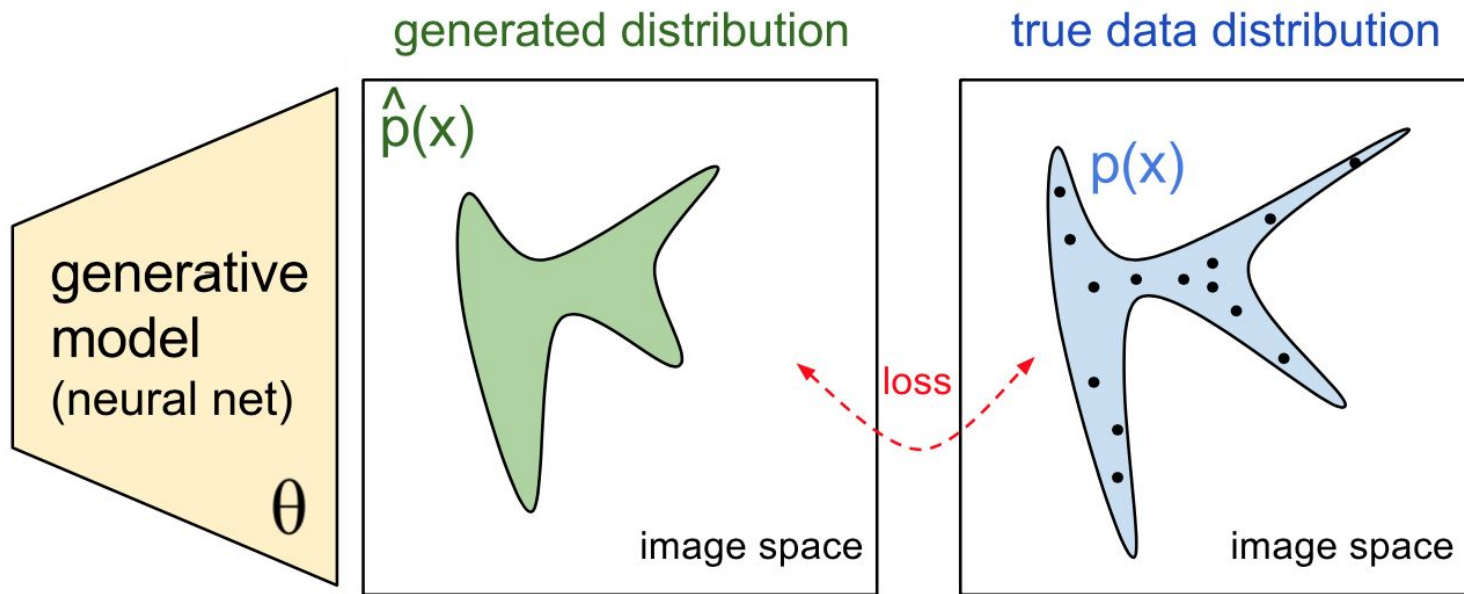 generated distribution
true data distribution
p̂(x)
p(x)
generative
model
(neural net)
θ
loss
image space
image space